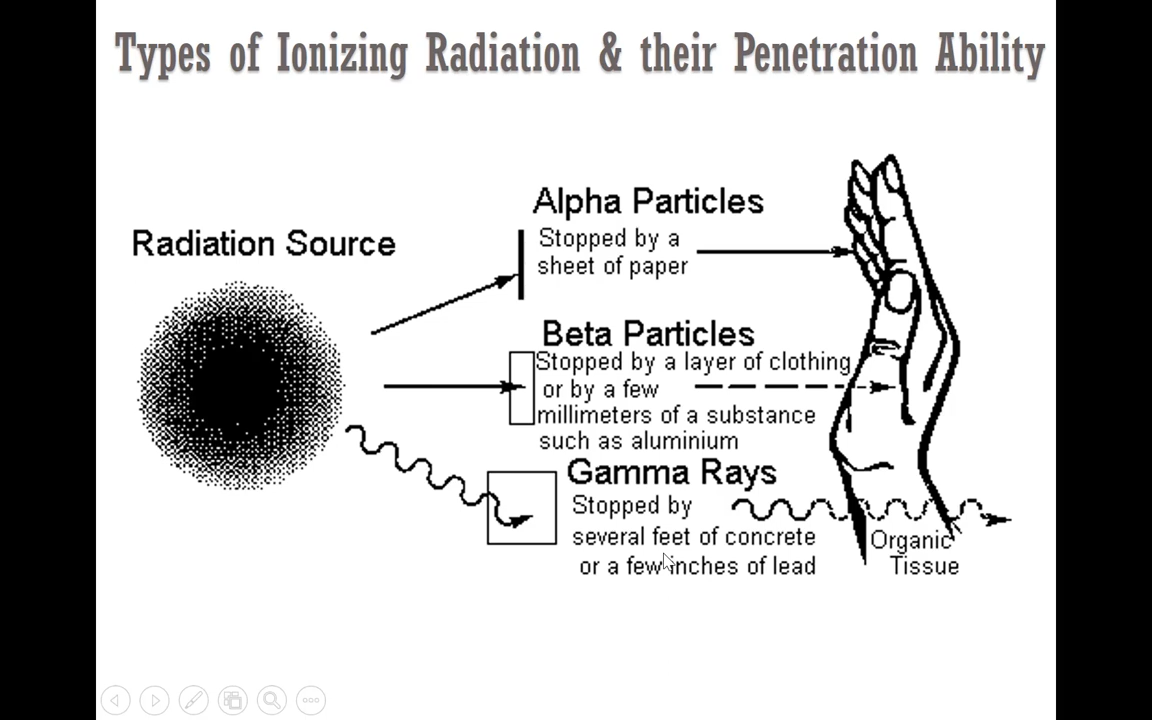 Types of Ionizing Radiation & their Penetration Ability
Radiation Source
Alpha Particles
Stopped by a
sheet of paper
Beta Particles
Stopped by a layer of clothing
or by a few
millimeters of a substance
such as aluminium
Gamma Rays
Stopped by
several feet of concrete
or a few inches of lead
Organic
Tissue